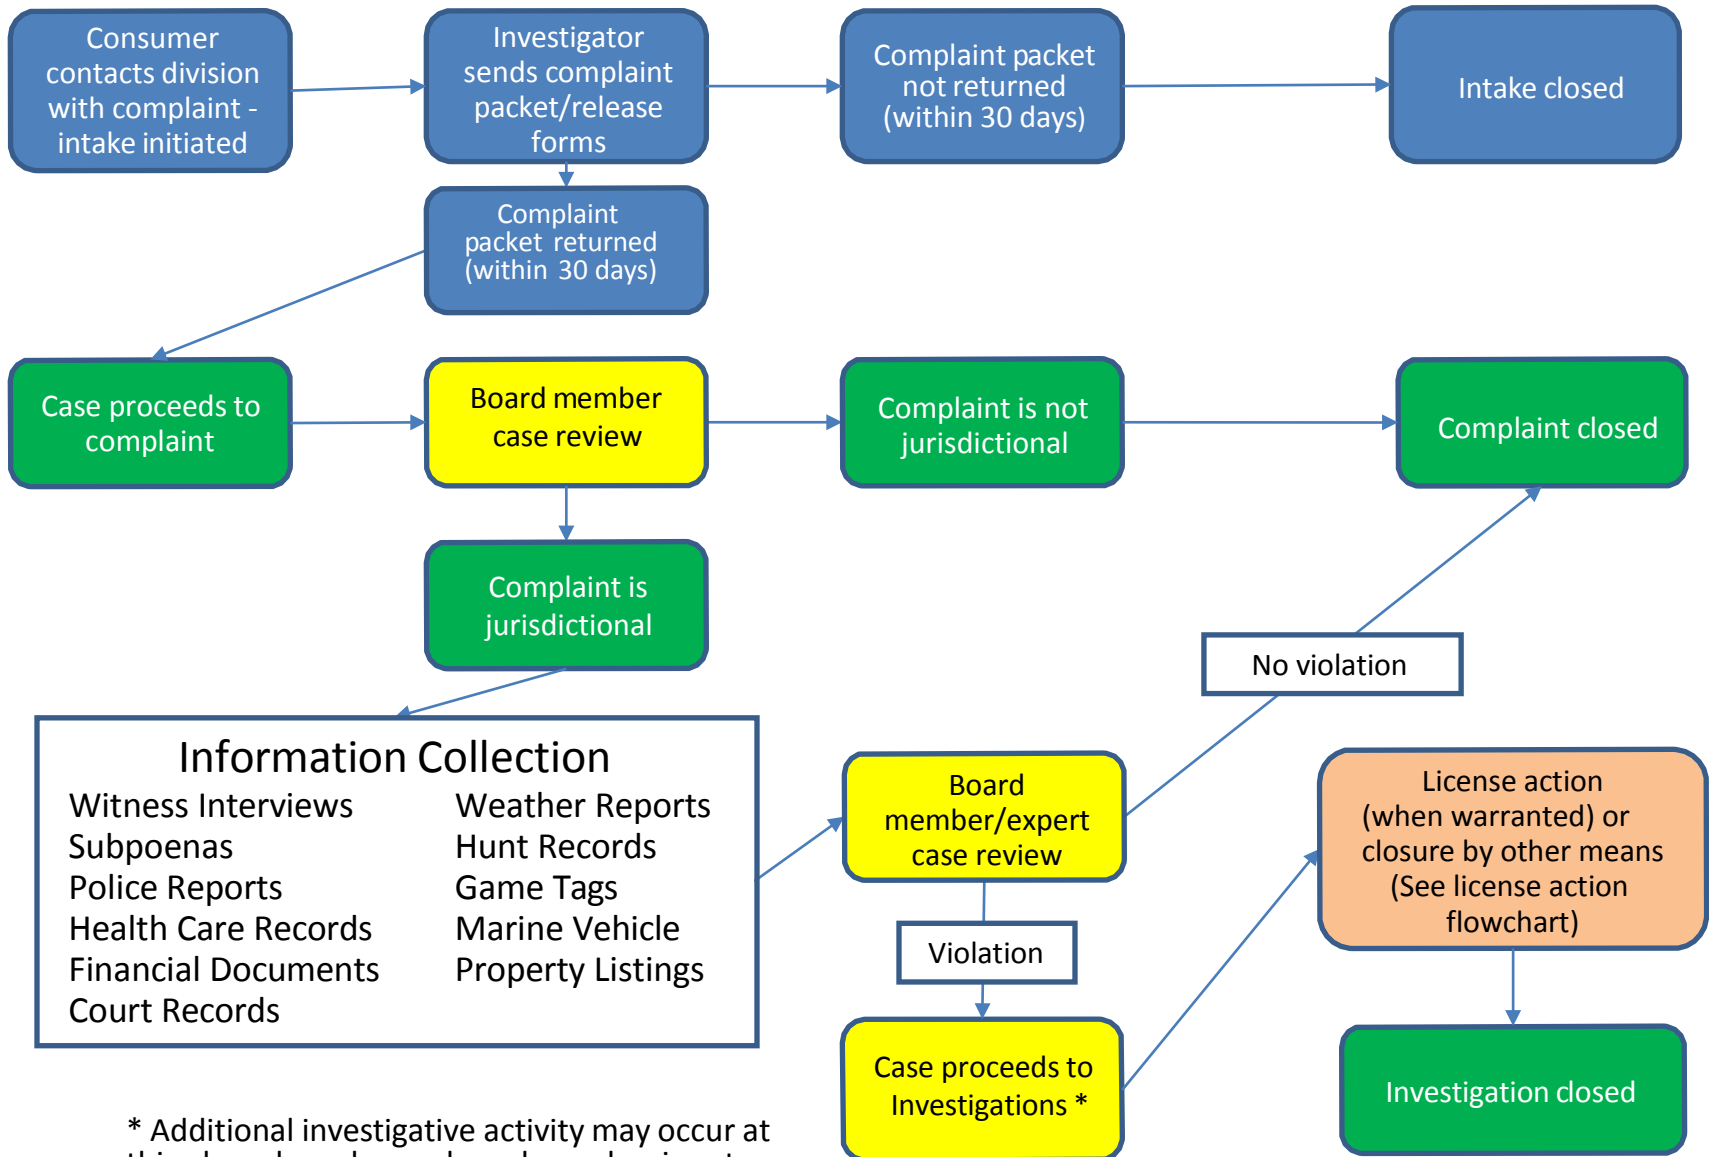 Consumer
contacts division
with complaint -
intake initiated
Investigator
sends complaint
packet/release
forms
Complaint packet
not returned
(within 30 days)
Intake closed
Complaint
packet returned
(within 30 days)
Case proceeds to
complaint
Board member
case review
Complaint is not
jurisdictional
Complaint closed
Complaint is
jurisdictional
No violation
Information Collection
Witness Interviews
Subpoenas
Police Reports
Health Care Records
Financial Documents
Court Records
Weather Reports
Hunt Records
Game Tags
Marine Vehicle
Property Listings
Board
member/expert
case review
Violation
Case proceeds to
Investigations *
License action
(when warranted) or
closure by other means
(See license action
flowchart)
Investigation closed
* Additional investigative activity may occur at